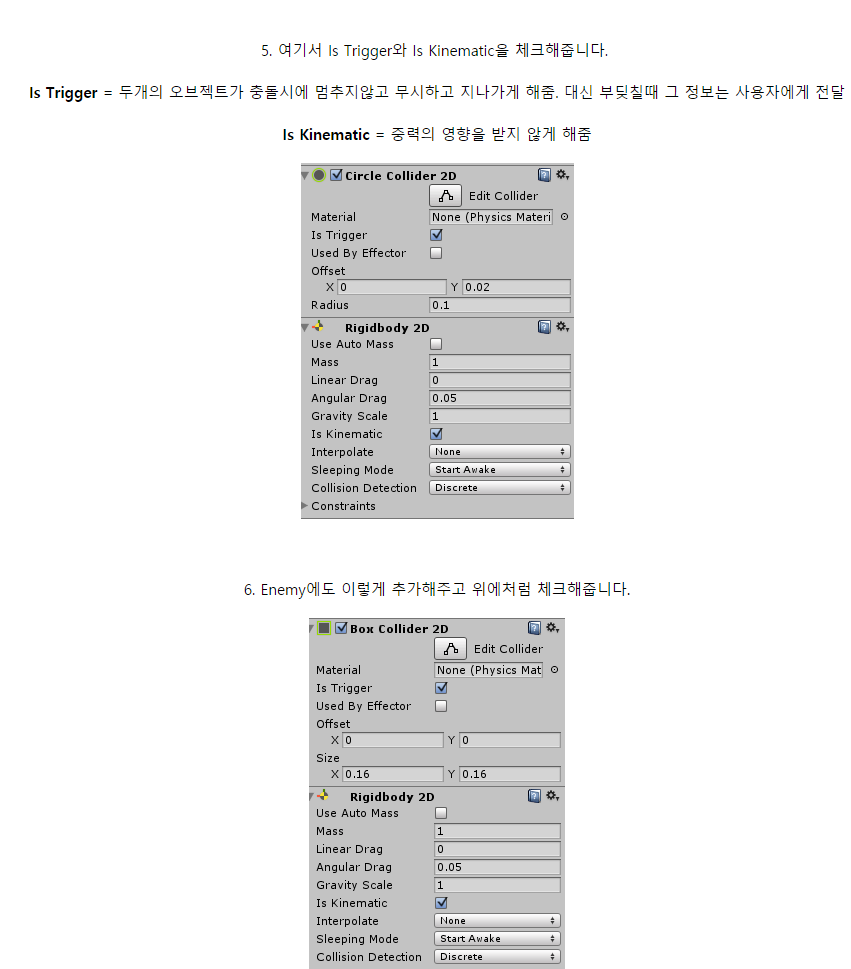 5. 여기서 Is Trigger와 Is Kinematic을 체크해줍니다.
Is Trigger = 두개의 오브젝트가 충돌시에 멈추지않고 무시하고 지나가게 해줌. 대신 부딪칠때 그 정보는 사용자에게 전달
Is Kinematic = 중력의 영향을 받지 않게 해줌
Circle Collider 2D
Edit Collider
Material None (Physics Materi
Is Trigger
Used By Effector
Offset
X 0 Y 0.02
Radius 0.1
Rigidbody 2D
Use Auto Mass
Mass 1
Linear Drag 0
Angular Drag 0.05
Gravity Scale 1
Is Kinematic
Interpolate None
Sleeping Mode Start Awake
Collision Detection Discrete
Constraints
6. Enemy에도 이렇게 추가해주고 위에처럼 체크해줍니다.
Box Collider 2D
Edit Collider
Material None (Physics Mat
Is Trigger
Used By Effector
Offset
X 0 Y 0
Size
X 0.16 Y 0.16
Rigidbody 2D
Use Auto Mass
Mass 1
Linear Drag 0
Angular Drag 0.05
Gravity Scale 1
Is Kinematic
Interpolate None
Sleeping Mode Start Awake
Collision Detection Discrete